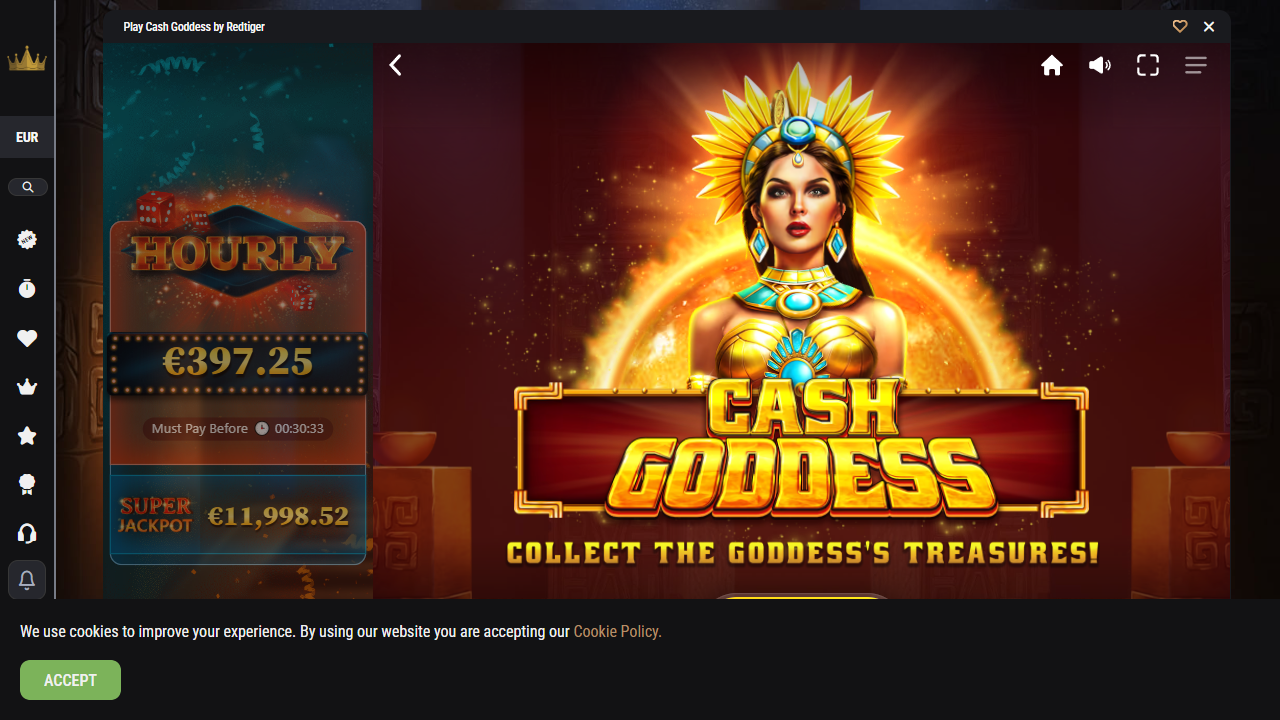 Play Cash Goddess by Redtiger
EUR
NEW
HOURLY
€397.25
Must Pay Before 00:30:33
SUPER
JACKPOT
€11,998.52
CASH
GODDESS
COLLECT THE GODDESS'S TREASURES!
We use cookies to improve your experience. By using our website you are accepting our Cookie Policy.
ACCEPT